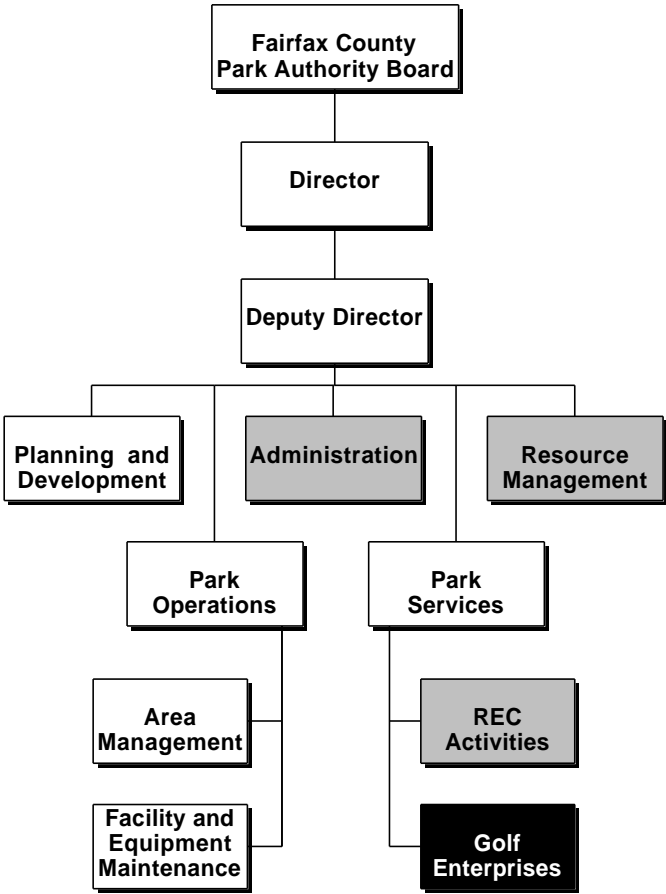 Fairfax County
Park Authority Board
Director
Deputy Director
Planning and
Development
Administration
Resource
Management
Park
Operations
Park
Services
Area
Management
REC
Activities
Facility and
Equipment
Maintenance
Golf
Enterprises